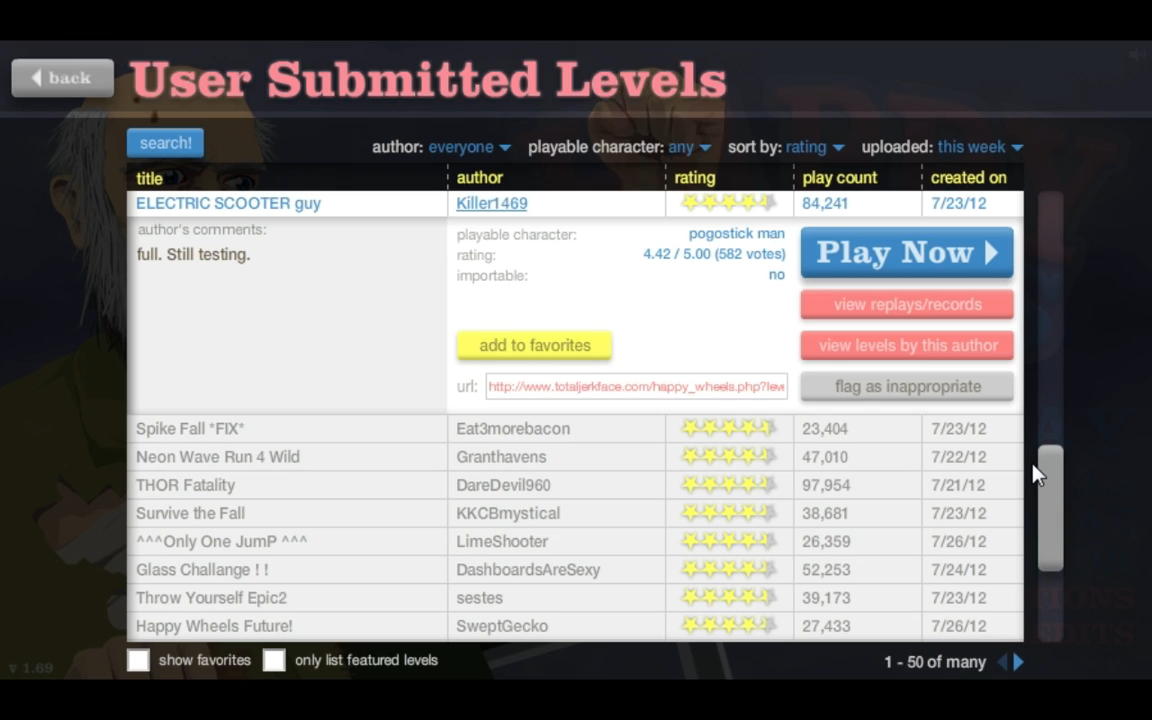 back
User Submitted Levels
search!
author: everyone playable character: any sort by: rating uploaded: this week
title author rating play count created on
ELECTRIC SCOOTER guy Killer1469 84,241 7/23/12
author's comments:
full. Still testing.
playable character: pogostick man
rating: 4.42 / 5.00 (582 votes)
importable: no
Play Now
view replays/records
add to favorites
view levels by this author
url: http://www.totaljerkface.com/happy_wheels.php?leve
flag as inappropriate
Spike Fall *FIX* Eat3morebacon 23,404 7/23/12
Neon Wave Run 4 Wild Granthavens 47,010 7/22/12
THOR Fatality DareDevil960 97,954 7/21/12
Survive the Fall KKCBmystical 38,681 7/23/12
^^^Only One JumP ^^^ LimeShooter 26,359 7/26/12
Glass Challange ! ! DashboardsAreSexy 52,253 7/24/12
Throw Yourself Epic2 sestes 39,173 7/23/12
Happy Wheels Future! SweptGecko 27,433 7/26/12
show favorites only list featured levels 1 - 50 of many
v 1.69